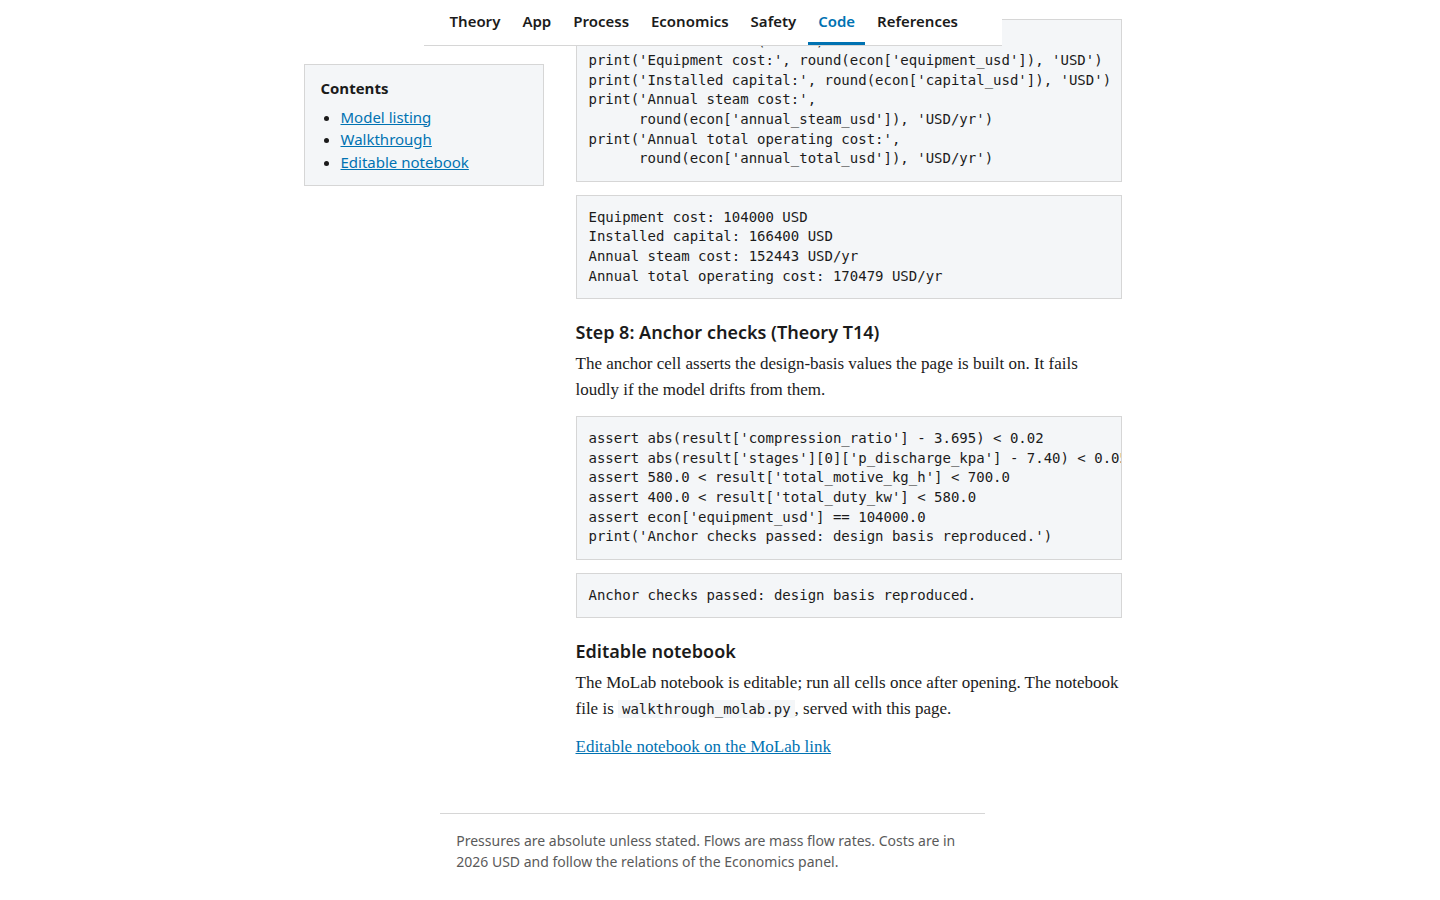 Theory App Process Economics Safety Code References
Contents
Model listing
Walkthrough
Editable notebook
print('Equipment cost:', round(econ['equipment_usd']), 'USD')
print('Installed capital:', round(econ['capital_usd']), 'USD')
print('Annual steam cost:',
      round(econ['annual_steam_usd']), 'USD/yr')
print('Annual total operating cost:',
      round(econ['annual_total_usd']), 'USD/yr')
Equipment cost: 104000 USD
Installed capital: 166400 USD
Annual steam cost: 152443 USD/yr
Annual total operating cost: 170479 USD/yr
Step 8: Anchor checks (Theory T14)
The anchor cell asserts the design-basis values the page is built on. It fails
loudly if the model drifts from them.
assert abs(result['compression_ratio'] - 3.695) < 0.02
assert abs(result['stages'][0]['p_discharge_kpa'] - 7.40) < 0.0
assert 580.0 < result['total_motive_kg_h'] < 700.0
assert 400.0 < result['total_duty_kw'] < 580.0
assert econ['equipment_usd'] == 104000.0
print('Anchor checks passed: design basis reproduced.')
Anchor checks passed: design basis reproduced.
Editable notebook
The MoLab notebook is editable; run all cells once after opening. The notebook
file is walkthrough_molab.py, served with this page.
Editable notebook on the MoLab link
Pressures are absolute unless stated. Flows are mass flow rates. Costs are in
2026 USD and follow the relations of the Economics panel.